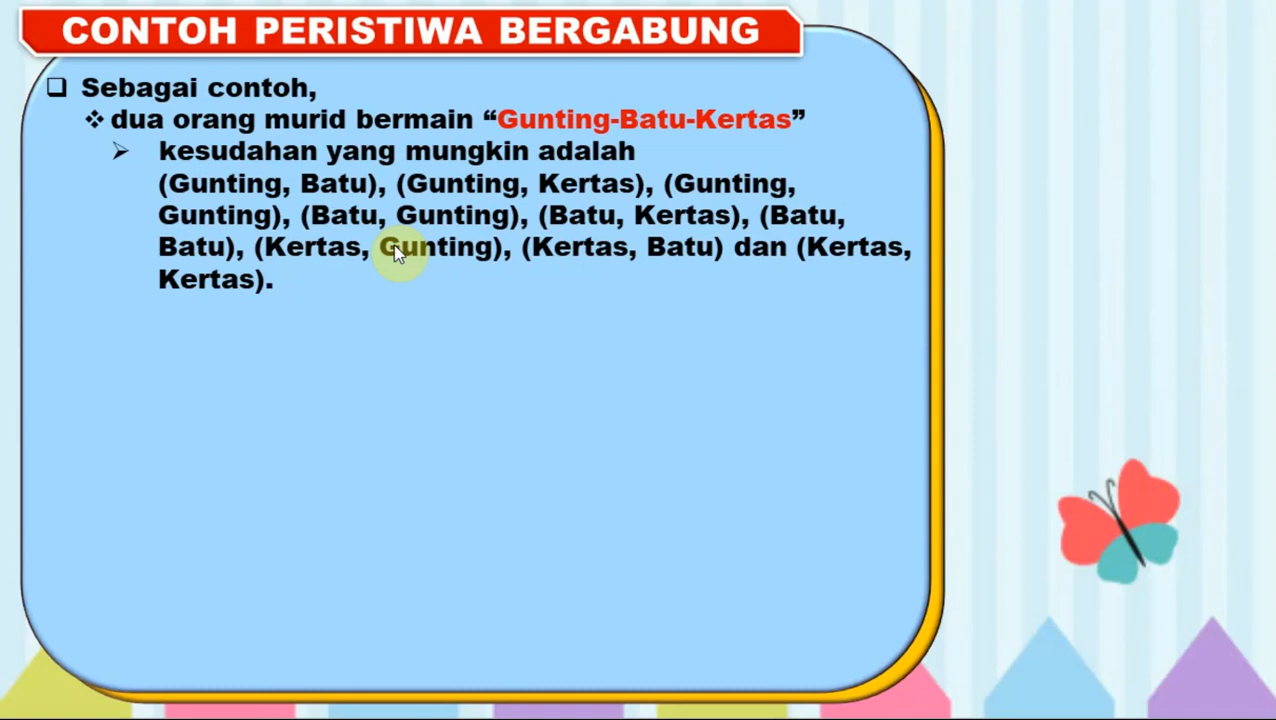 CONTOH PERISTIWA BERGABUNG
Sebagai contoh,
dua orang murid bermain “Gunting-Batu-Kertas”
kesudahan yang mungkin adalah
(Gunting, Batu), (Gunting, Kertas), (Gunting,
Gunting), (Batu, Gunting), (Batu, Kertas), (Batu,
Batu), (Kertas, Gunting), (Kertas, Batu) dan (Kertas,
Kertas).